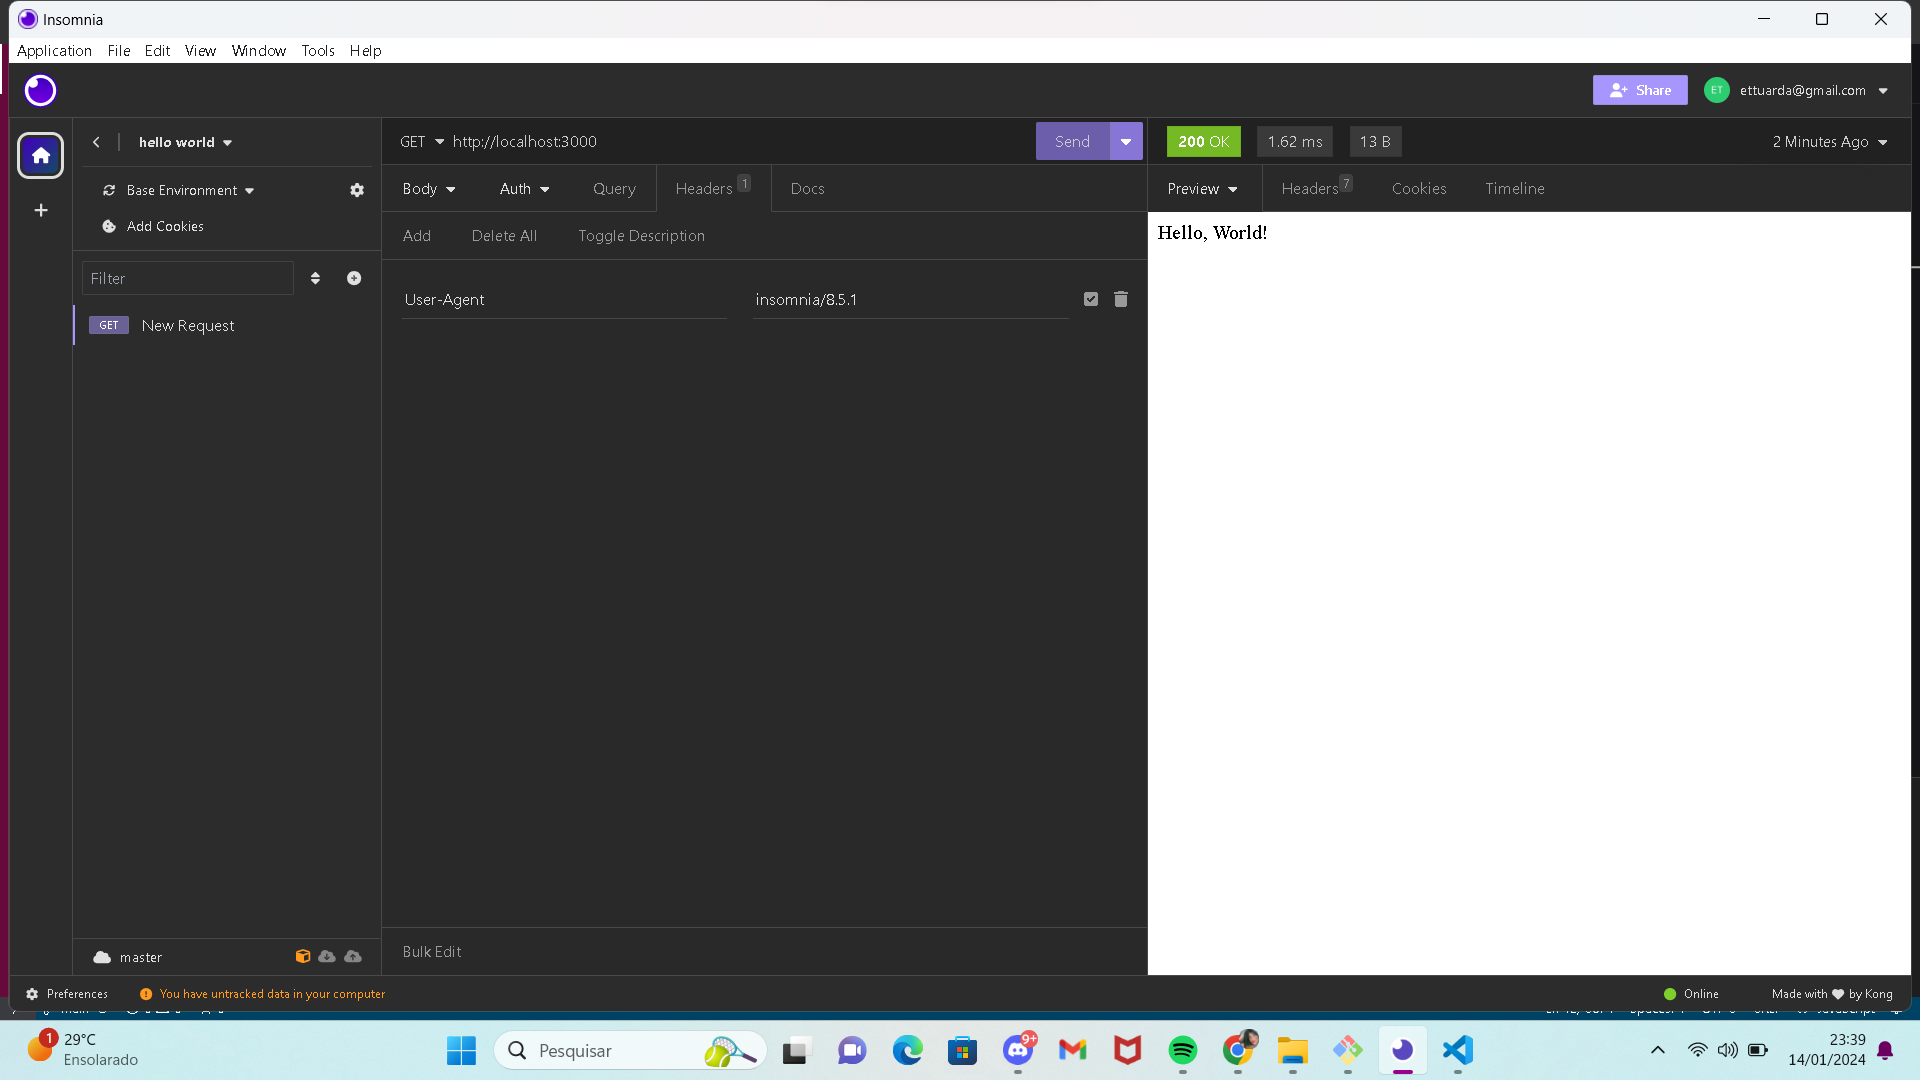 Insomnia
Application File Edit View Window Tools Help
Share ET ettuarda@gmail.com
hello world
GET http://localhost:3000 Send
200 OK 1.62 ms 13 B 2 Minutes Ago
Base Environment
Body Auth Query Headers 1 Docs
Preview Headers 7 Cookies Timeline
Add Cookies
Add Delete All Toggle Description
Hello, World!
Filter
User-Agent insomnia/8.5.1
GET New Request
master
Bulk Edit
Preferences You have untracked data in your computer Online Made with by Kong
1 29°C
Ensolarado
Pesquisar
9+
23:39
14/01/2024